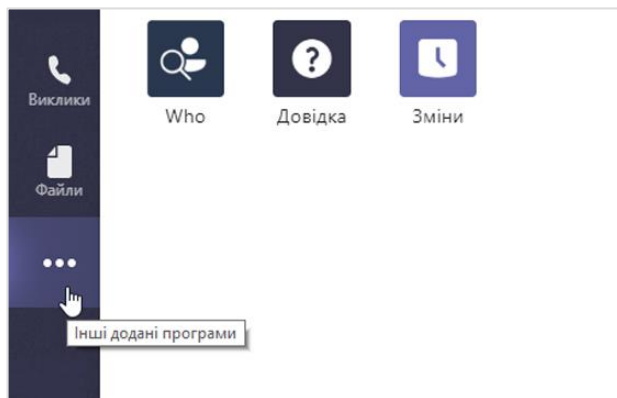 Виклики
Файли
Who
Довідка
Зміни
Інші додані програми